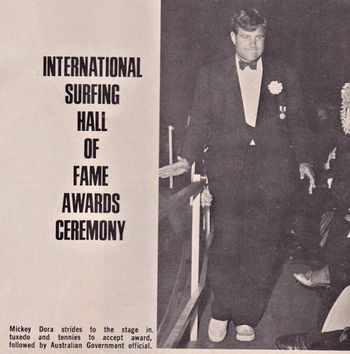 INTERNATIONAL
SURFING
HALL
OF
FAME
AWARDS
CEREMONY
Mickey Dora strides to the stage in
tuxedo and tennies to accept award,
followed by Australian Government official.